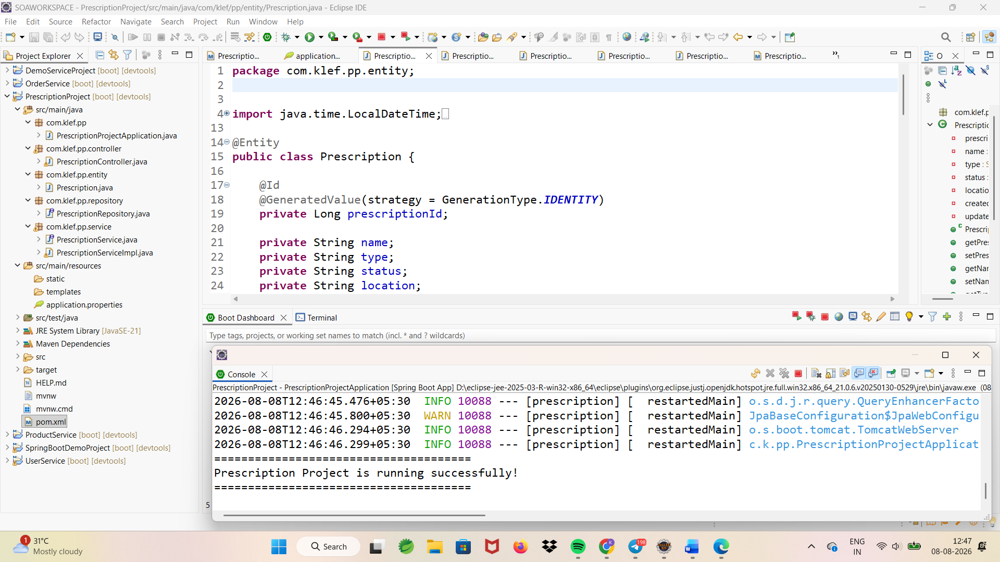 SOAWORKSPACE - PrescriptionProject/src/main/java/com/klef/pp/entity/Prescription.java - Eclipse IDE
File Edit Source Refactor Navigate Search Project Run Window Help
Project Explorer
DemoServiceProject [boot] [devtools]
OrderService [boot] [devtools]
PrescriptionProject [boot] [devtools]
src/main/java
com.klef.pp
PrescriptionProjectApplication.java
com.klef.pp.controller
PrescriptionController.java
com.klef.pp.entity
Prescription.java
com.klef.pp.repository
PrescriptionRepository.java
com.klef.pp.service
PrescriptionService.java
PrescriptionServiceImpl.java
src/main/resources
static
templates
application.properties
src/test/java
JRE System Library [JavaSE-21]
Maven Dependencies
src
target
HELP.md
mvnw
mvnw.cmd
pom.xml
ProductService [boot] [devtools]
SpringBootDemoProject [boot] [devtools]
UserService [boot] [devtools]
Prescriptio... application... Prescriptio... Prescriptio... Prescriptio... Prescriptio... Prescriptio... Prescriptio... »1
1 package com.klef.pp.entity;
2
3
4 import java.time.LocalDateTime;
13
14 @Entity
15 public class Prescription {
16
17 @Id
18 @GeneratedValue(strategy = GenerationType.IDENTITY)
19 private Long prescriptionId;
20
21 private String name;
22 private String type;
23 private String status;
24 private String location;
O
com.klef.p
Prescriptio
prescri
name :
type : S
status :
locatio
created
update
Prescri
getPres
setPres
getNar
setNam
Boot Dashboard Terminal
Type tags, projects, or working set names to match (incl. * and ? wildcards)
5
Console
PrescriptionProject - PrescriptionProjectApplication [Spring Boot App] D:\eclipse-jee-2025-03-R-win32-x86_64\eclipse\plugins\org.eclipse.justj.openjdk.hotspot.jre.full.win32.x86_64_21.0.6.v20250130-0529\jre\bin\javaw.exe (08
2026-08-08T12:46:45.476+05:30 INFO 10088 --- [prescription] [ restartedMain] o.s.d.j.r.query.QueryEnhancerFacto
2026-08-08T12:46:45.800+05:30 WARN 10088 --- [prescription] [ restartedMain] JpaBaseConfiguration$JpaWebConfigu
2026-08-08T12:46:46.294+05:30 INFO 10088 --- [prescription] [ restartedMain] o.s.boot.tomcat.TomcatWebServer
2026-08-08T12:46:46.299+05:30 INFO 10088 --- [prescription] [ restartedMain] c.k.pp.PrescriptionProjectApplicat
======================================
Prescription Project is running successfully!
======================================
1
31°C
Mostly cloudy
Search
198
ENG
IN
12:47
08-08-2026